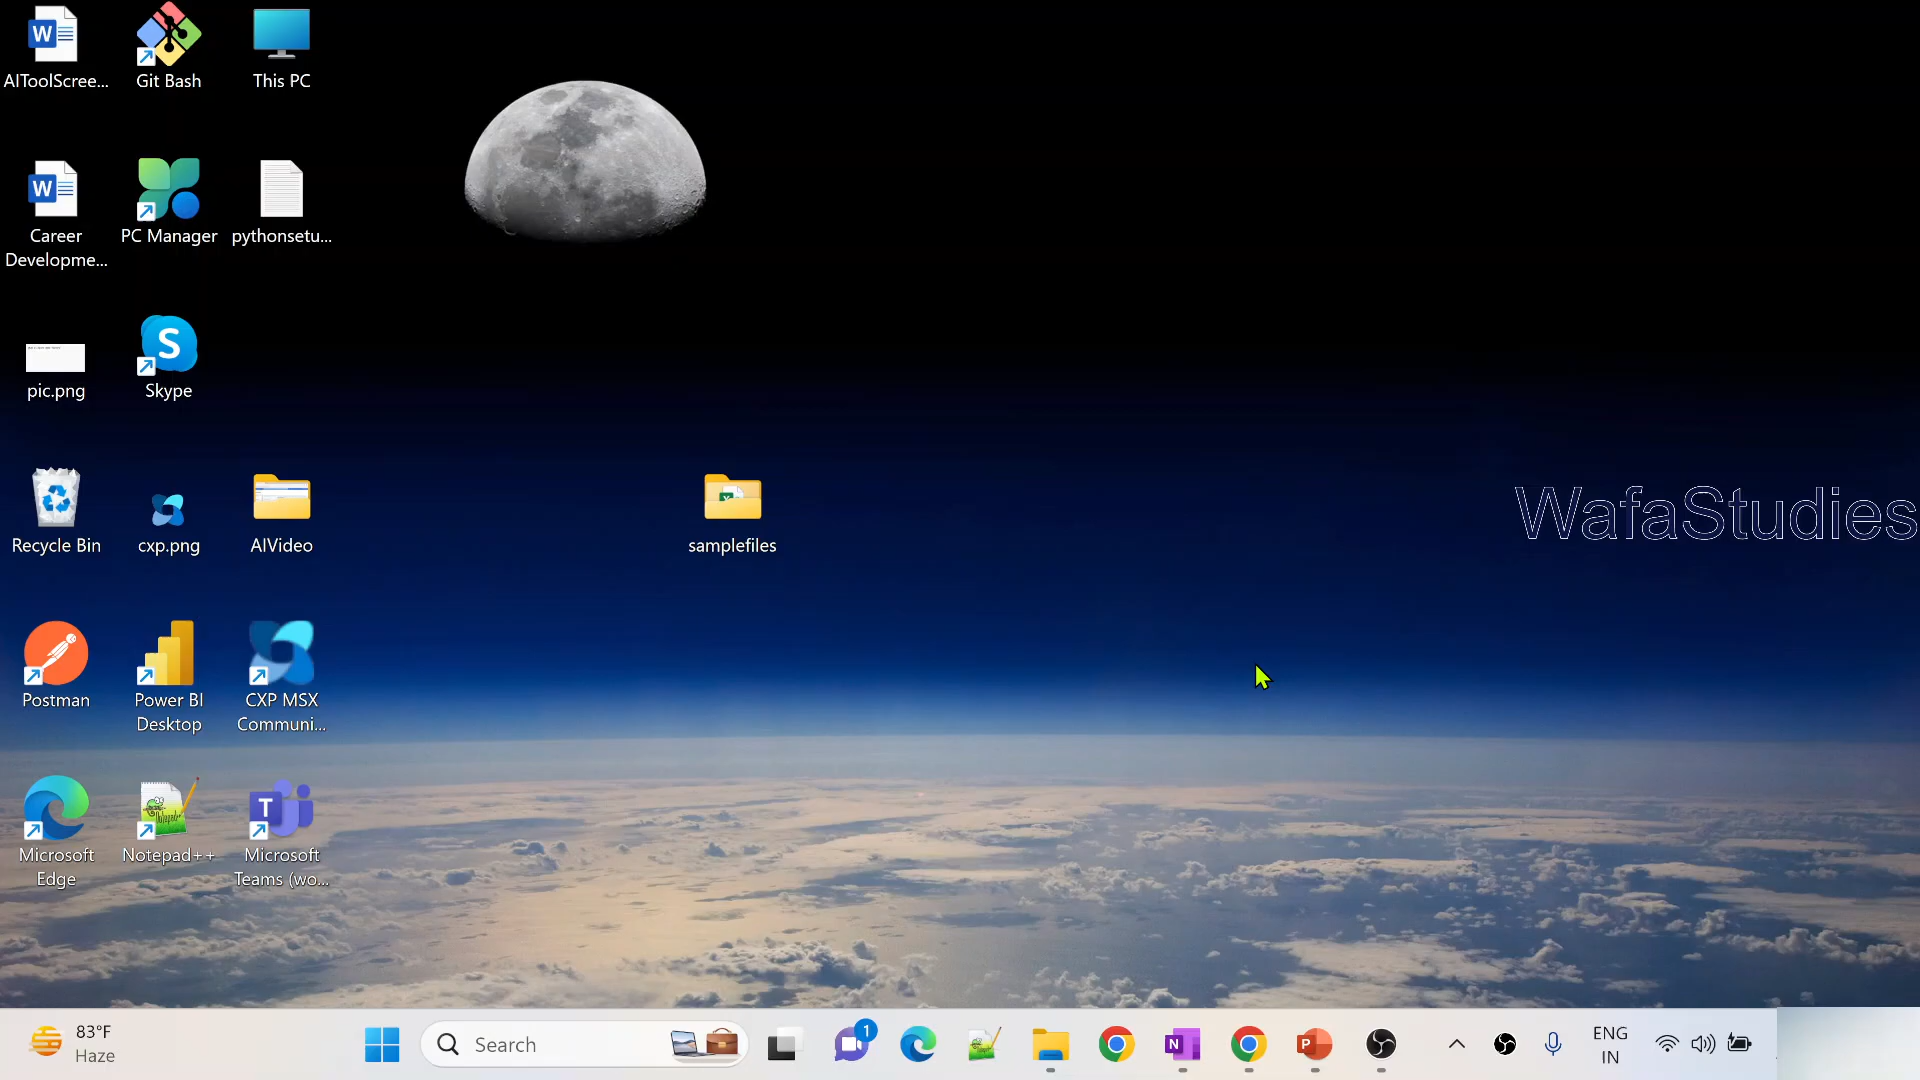 AIToolScree...
Git Bash
This PC
Career
Developme...
PC Manager
pythonsetu...
pic.png
Skype
Recycle Bin
cxp.png
AIVideo
samplefiles
WafaStudies
Postman
Power BI
Desktop
CXP MSX
Communi...
Microsoft
Edge
Notepad++
Microsoft
Teams (wo...
83°F
Haze
Search
1
ENG
IN